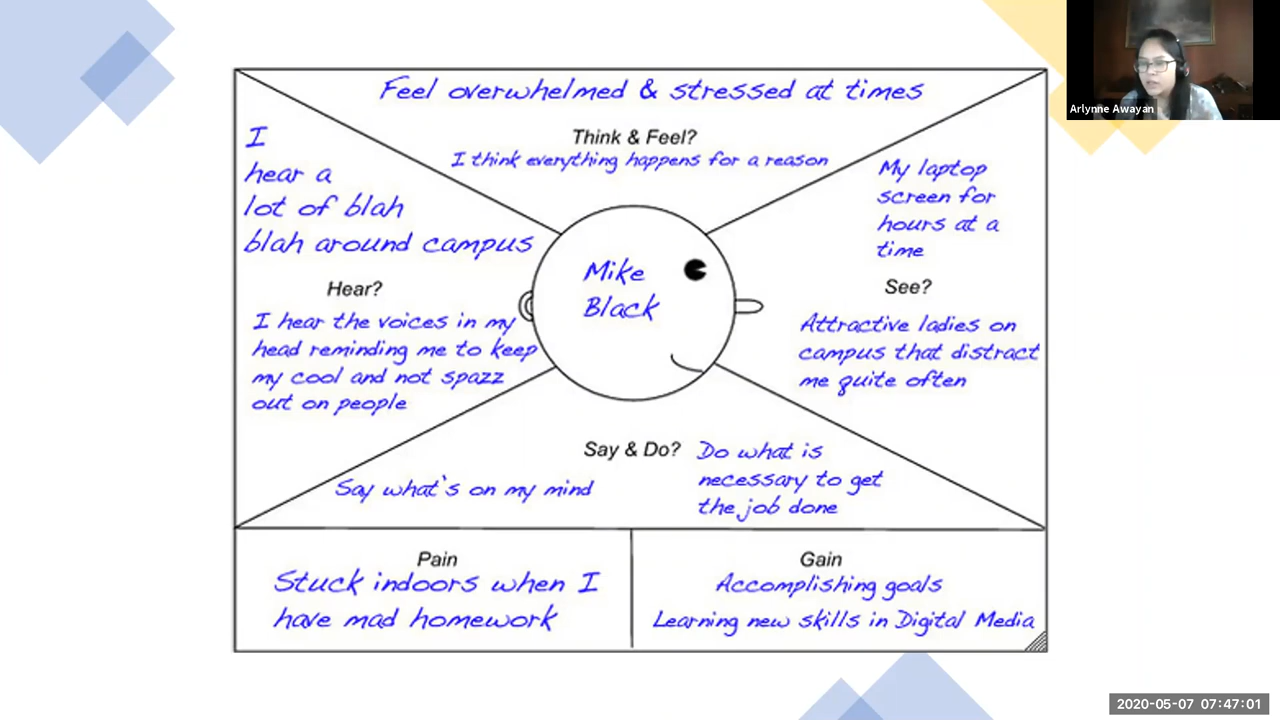 Feel overwhelmed & stressed at times
Think & Feel?
I think everything happens for a reason
I
hear a
lot of blah
blah around campus
Hear?
I hear the voices in my
head reminding me to keep
my cool and not spazz
out on people
Mike
Black
My laptop
screen for
hours at a
time
See?
Attractive ladies on
campus that distract
me quite often
Say & Do?
Say what's on my mind
Do what is
necessary to get
the job done
Pain
Stuck indoors when I
have mad homework
Gain
Accomplishing goals
Learning new skills in Digital Media
Arlynne Awayan
2020-05-07 07:47:01